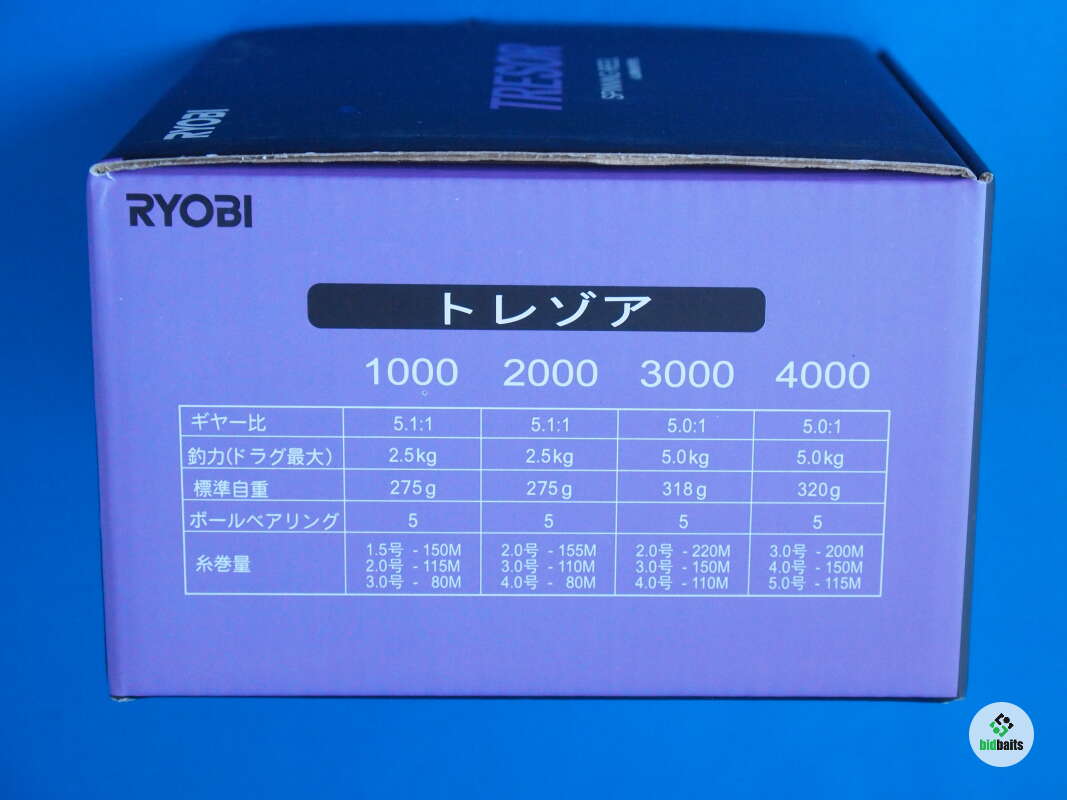 TRESOR
SPINNING REEL
RYOBI
RYOBI
トレゾア
1000 2000 3000 4000
ギヤー比 5.1:1 5.1:1 5.0:1 5.0:1
釣力(ドラグ最大) 2.5kg 2.5kg 5.0kg 5.0kg
標準自重 275g 275g 318g 320g
ボールベアリング 5 5 5 5
糸巻量 1.5号 - 150M 2.0号 - 155M 2.0号 - 220M 3.0号 - 200M
2.0号 - 115M 3.0号 - 110M 3.0号 - 150M 4.0号 - 150M
3.0号 - 80M 4.0号 - 80M 4.0号 - 110M 5.0号 - 115M
bidbaits